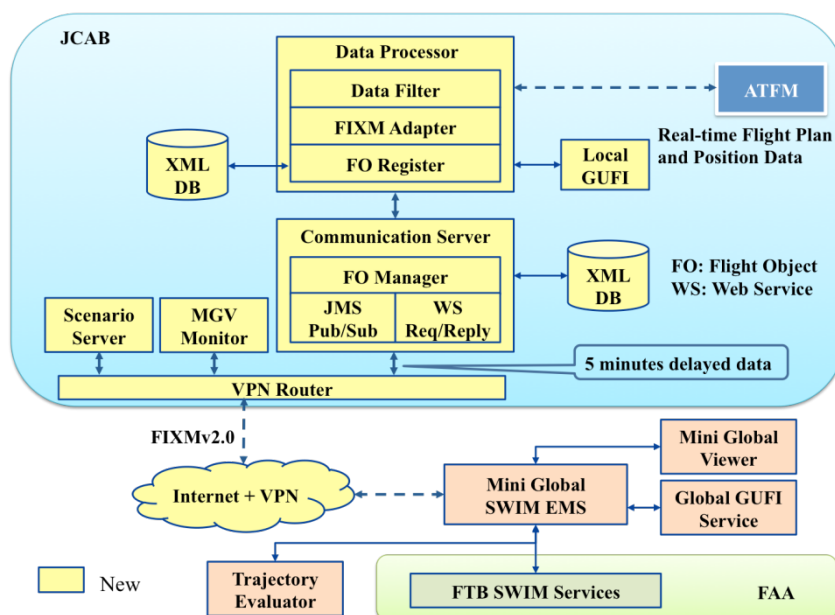 JCAB
Data Processor
Data Filter
FIXM Adapter
FO Register
XML
DB
ATFM
Real-time Flight Plan
and Position Data
Local
GUFI
Communication Server
FO Manager
JMS
Pub/Sub
WS
Req/Reply
XML
DB
FO: Flight Object
WS: Web Service
Scenario
Server
MGV
Monitor
5 minutes delayed data
VPN Router
FIXMv2.0
Internet + VPN
Mini Global
SWIM EMS
Mini Global
Viewer
Global GUFI
Service
New
Trajectory
Evaluator
FTB SWIM Services
FAA